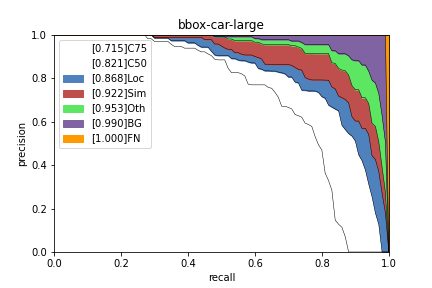 bbox-car-large
1.0
0.8
0.6
0.4
0.2
0.0
precision
[0.715]C75
[0.821]C50
[0.868]Loc
[0.922]Sim
[0.953]Oth
[0.990]BG
[1.000]FN
0.0 0.2 0.4 0.6 0.8 1.0
recall